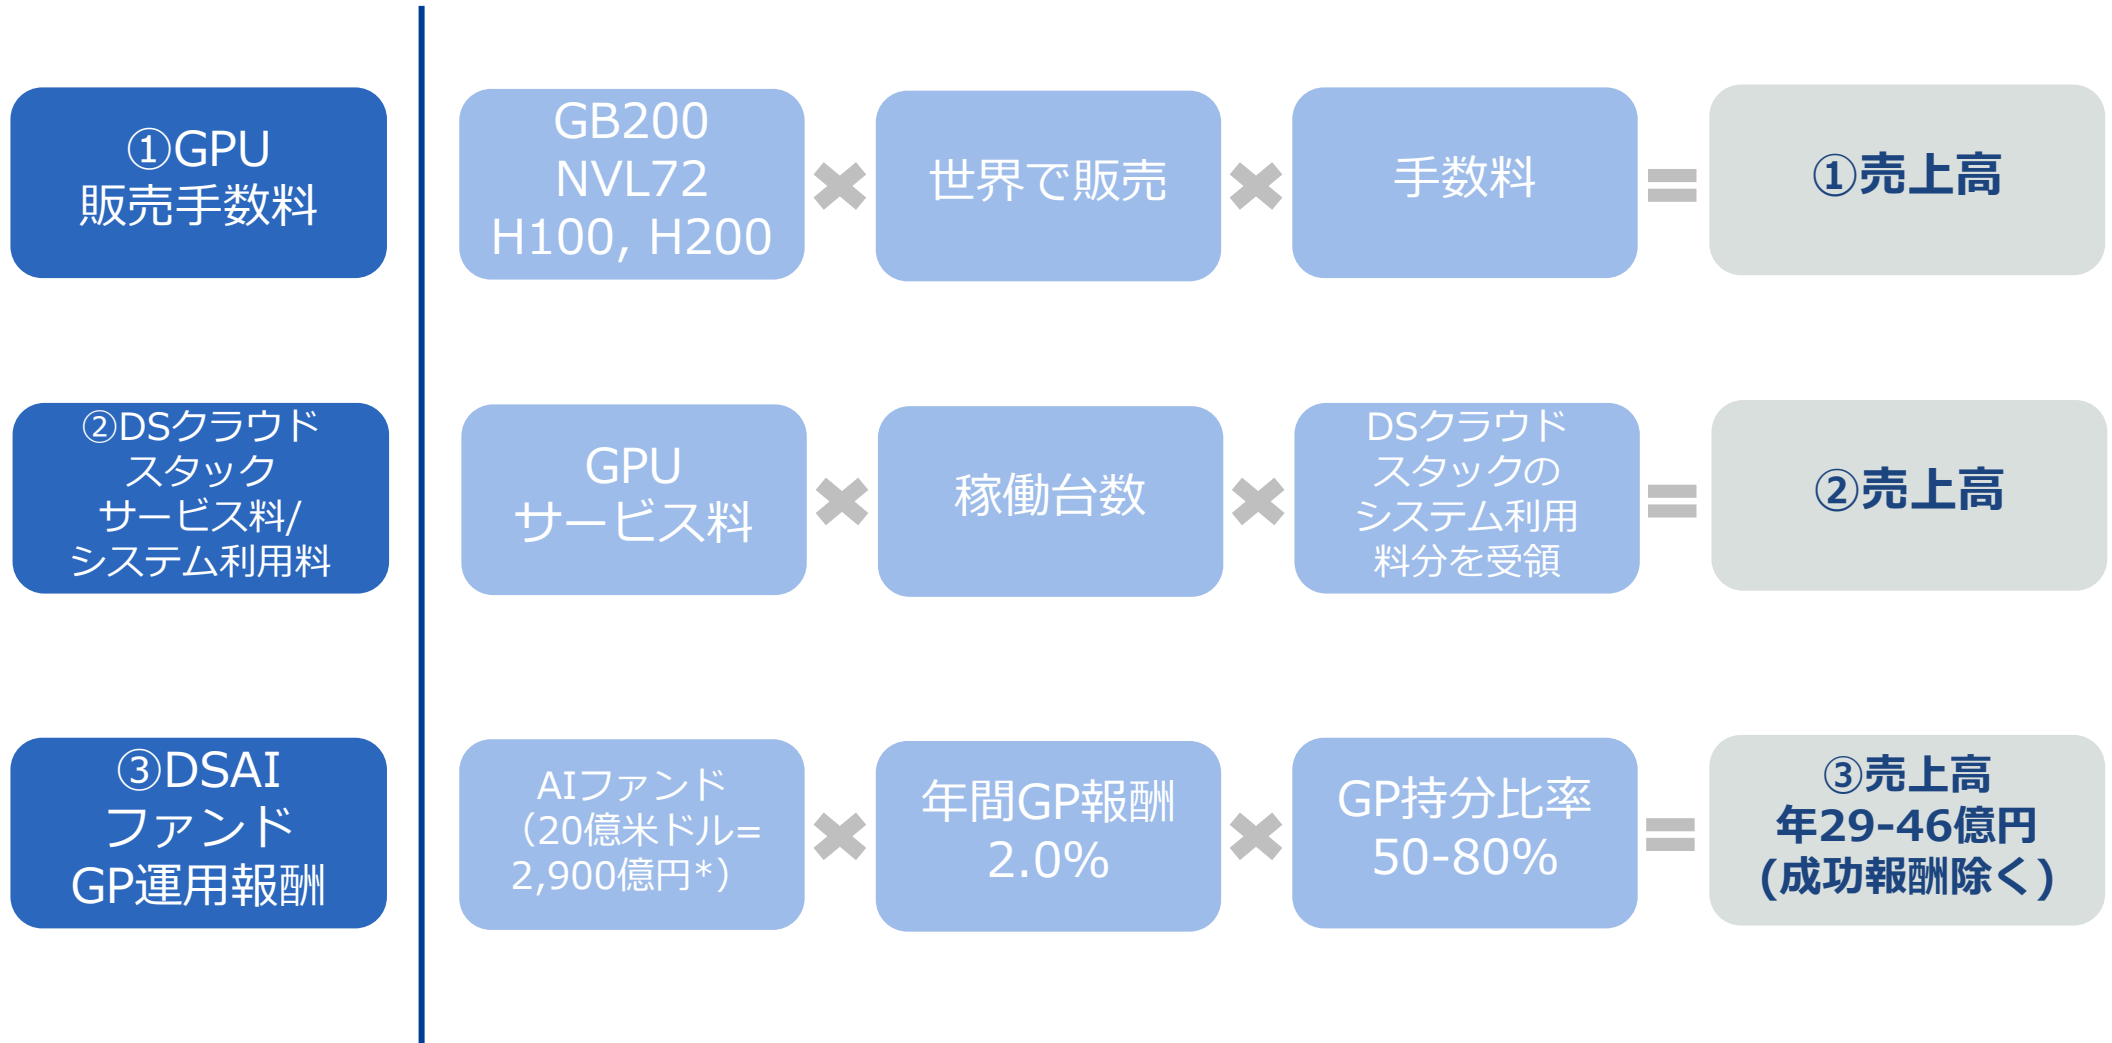 ①GPU
販売手数料
GB200
NVL72
H100, H200
×
世界で販売
×
手数料
=
①売上高
②DSクラウド
スタック
サービス料/
システム利用料
GPU
サービス料
×
稼働台数
×
DSクラウド
スタックの
システム利用
料分を受領
=
②売上高
③DSAI
ファンド
GP運用報酬
AIファンド
（20億米ドル=
2,900億円*）
×
年間GP報酬
2.0%
×
GP持分比率
50-80%
=
③売上高
年29-46億円
(成功報酬除く)